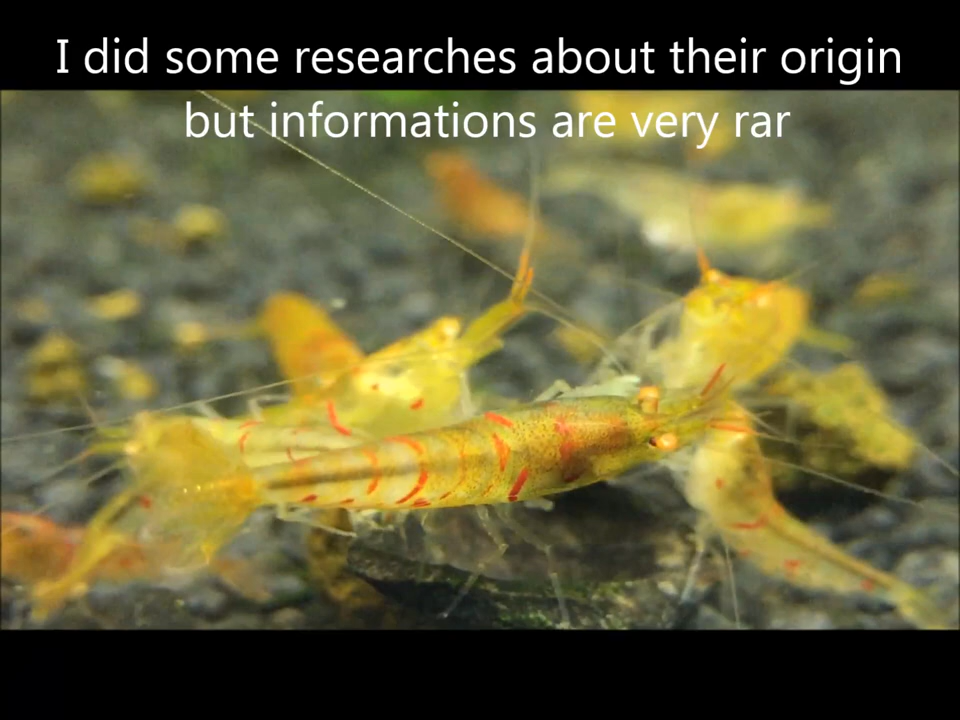 I did some researches about their origin
but informations are very rar